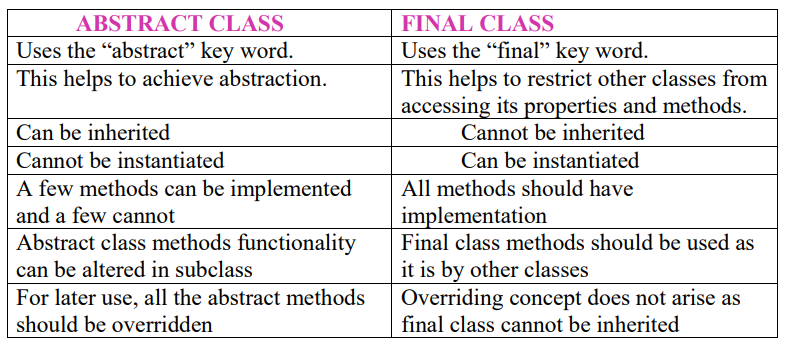 ABSTRACT CLASS
FINAL CLASS
Uses the “abstract” key word.
Uses the “final” key word.
This helps to achieve abstraction.
This helps to restrict other classes from
accessing its properties and methods.
Can be inherited
Cannot be inherited
Cannot be instantiated
Can be instantiated
A few methods can be implemented
and a few cannot
All methods should have
implementation
Abstract class methods functionality
can be altered in subclass
Final class methods should be used as
it is by other classes
For later use, all the abstract methods
should be overridden
Overriding concept does not arise as
final class cannot be inherited